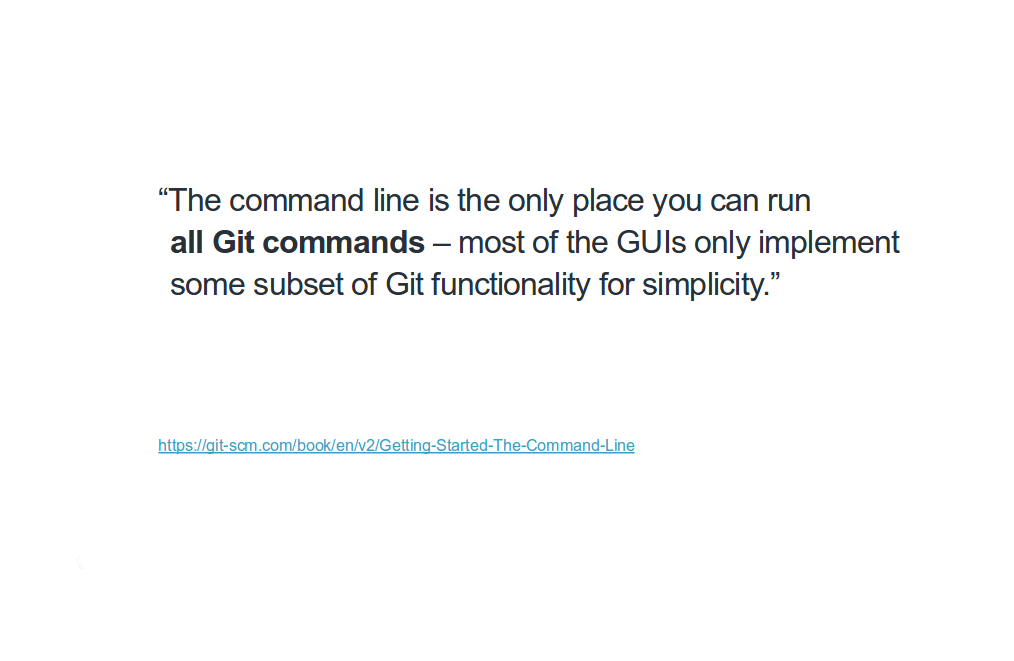 “The command line is the only place you can run
all Git commands – most of the GUIs only implement
some subset of Git functionality for simplicity.”
https://git-scm.com/book/en/v2/Getting-Started-The-Command-Line